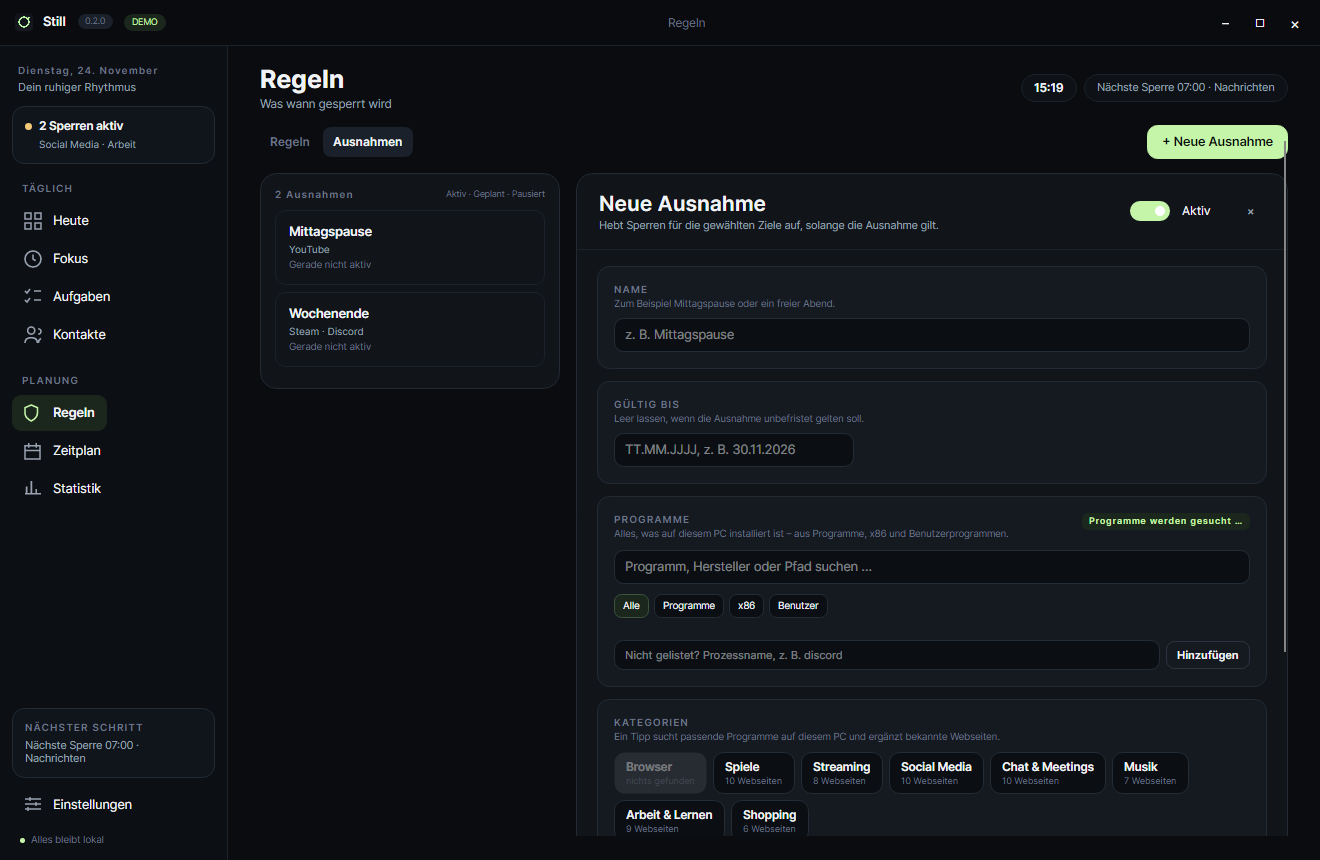 Still 0.2.0 DEMO
Regeln
Dienstag, 24. November
Dein ruhiger Rhythmus
2 Sperren aktiv
Social Media · Arbeit
TÄGLICH
Heute
Fokus
Aufgaben
Kontakte
PLANUNG
Regeln
Zeitplan
Statistik
NÄCHSTER SCHRITT
Nächste Sperre 07:00 ·
Nachrichten
Einstellungen
Alles bleibt lokal
Regeln
Was wann gesperrt wird
15:19
Nächste Sperre 07:00 · Nachrichten
Regeln Ausnahmen
+ Neue Ausnahme
2 Ausnahmen
Aktiv · Geplant · Pausiert
Mittagspause
YouTube
Gerade nicht aktiv
Wochenende
Steam · Discord
Gerade nicht aktiv
Neue Ausnahme
Hebt Sperren für die gewählten Ziele auf, solange die Ausnahme gilt.
Aktiv
NAME
Zum Beispiel Mittagspause oder ein freier Abend.
z. B. Mittagspause
GÜLTIG BIS
Leer lassen, wenn die Ausnahme unbefristet gelten soll.
TT.MM.JJJJ, z. B. 30.11.2026
PROGRAMME
Programme werden gesucht …
Alles, was auf diesem PC installiert ist – aus Programme, x86 und Benutzerprogrammen.
Programm, Hersteller oder Pfad suchen …
Alle Programme x86 Benutzer
Nicht gelistet? Prozessname, z. B. discord
Hinzufügen
KATEGORIEN
Ein Tipp sucht passende Programme auf diesem PC und ergänzt bekannte Webseiten.
Browser
nichts gefunden
Spiele
10 Webseiten
Streaming
8 Webseiten
Social Media
10 Webseiten
Chat & Meetings
10 Webseiten
Musik
7 Webseiten
Arbeit & Lernen
9 Webseiten
Shopping
6 Webseiten